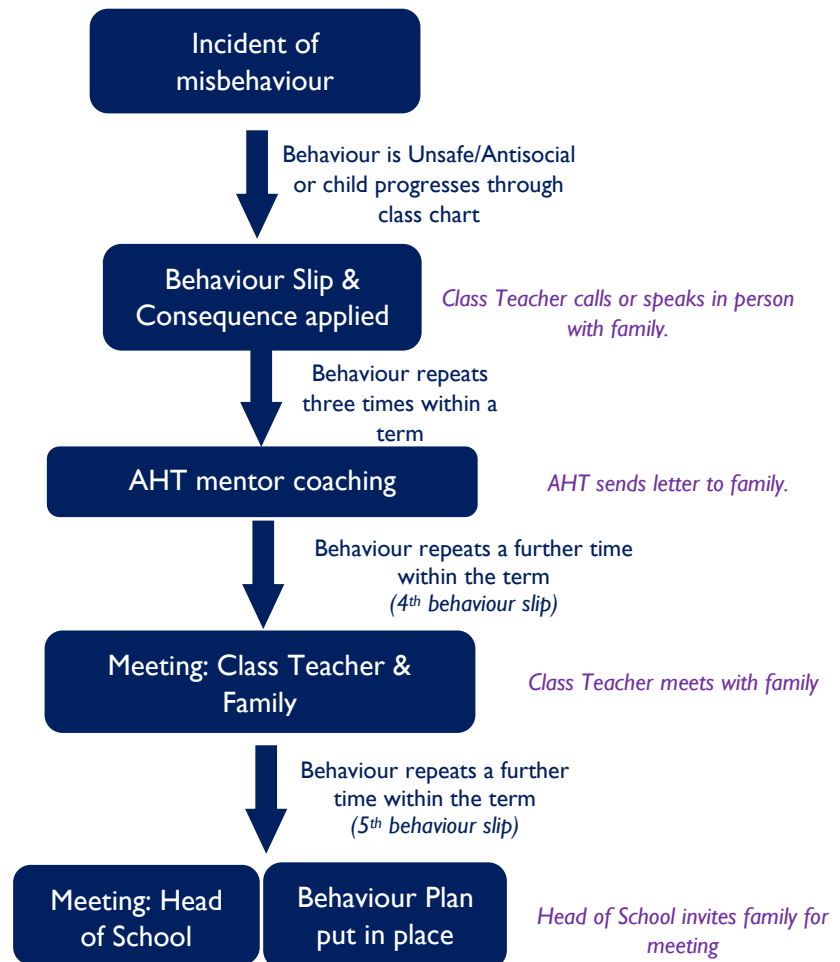 Incident of
misbehaviour
Behaviour is Unsafe/Antisocial
or child progresses through
class chart
Behaviour Slip &
Consequence applied
Class Teacher calls or speaks in person
with family.
Behaviour repeats
three times within a
term
AHT mentor coaching
AHT sends letter to family.
Behaviour repeats a further time
within the term
(4th behaviour slip)
Meeting: Class Teacher &
Family
Class Teacher meets with family
Behaviour repeats a further
time within the term
(5th behaviour slip)
Meeting: Head
of School
Behaviour Plan
put in place
Head of School invites family for
meeting